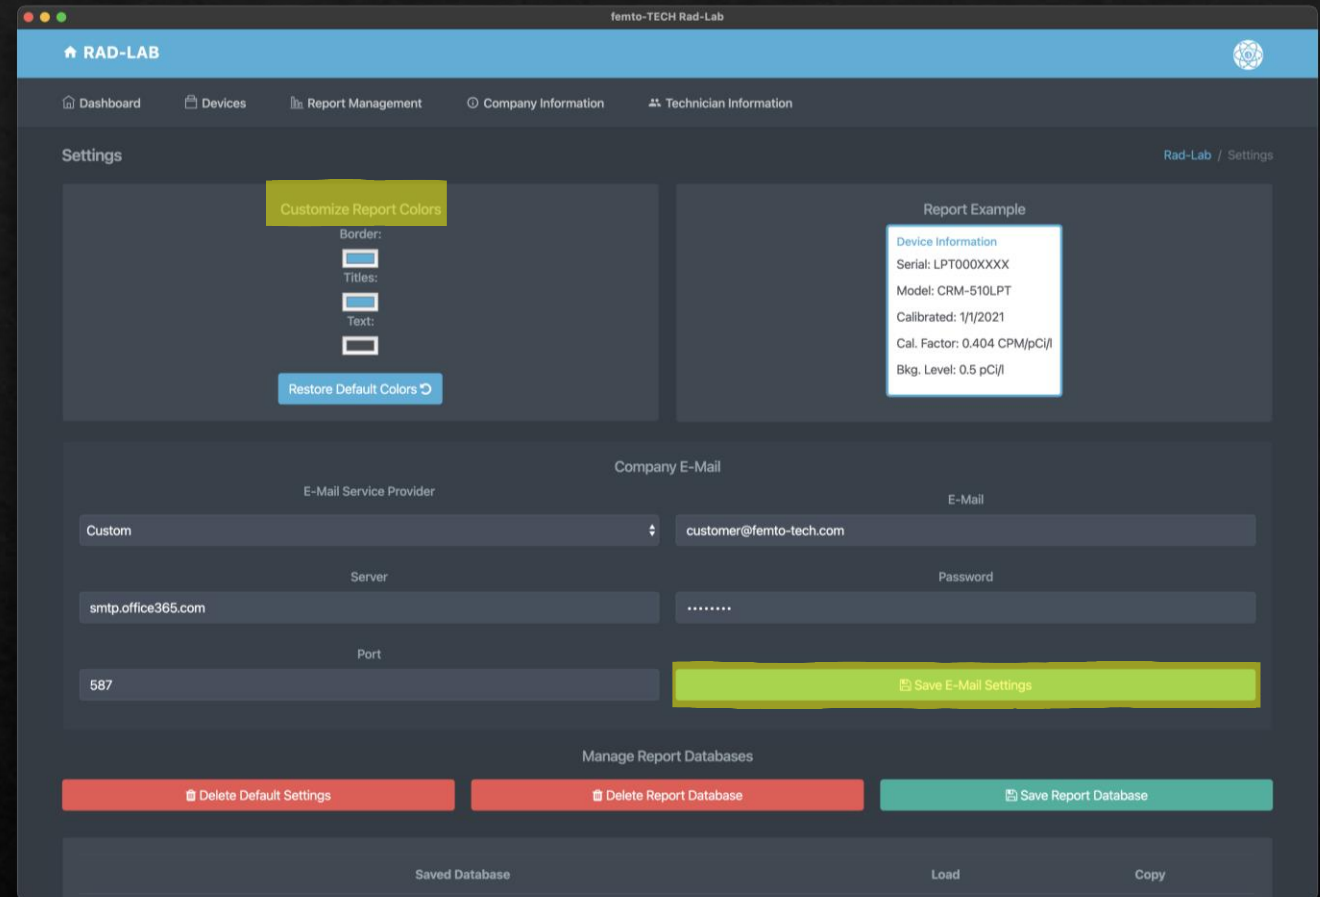 femto-TECH Rad-Lab
RAD-LAB
Dashboard Devices Report Management Company Information Technician Information
Settings
Rad-Lab / Settings
Customize Report Colors
Border:
Titles:
Text:
Restore Default Colors
Report Example
Device Information
Serial: LPT000XXXX
Model: CRM-510LPT
Calibrated: 1/1/2021
Cal. Factor: 0.404 CPM/pCi/l
Bkg. Level: 0.5 pCi/l
Company E-Mail
E-Mail Service Provider
Custom
E-Mail
customer@femto-tech.com
Server
smtp.office365.com
Password
••••••••
Port
587
Save E-Mail Settings
Manage Report Databases
Delete Default Settings Delete Report Database Save Report Database
Saved Database Load Copy